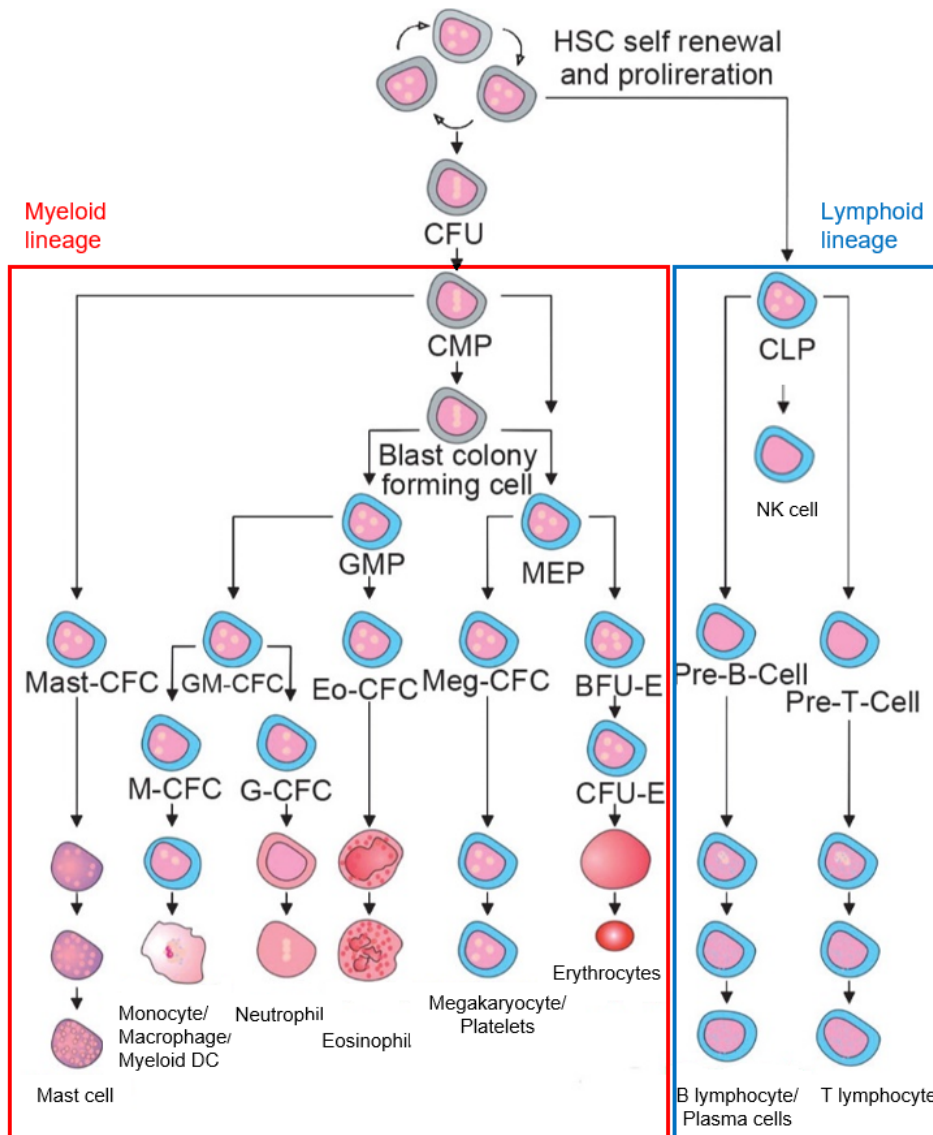 HSC self renewal
and prolireration
CFU
Myeloid
lineage
Lymphoid
lineage
CMP
CLP
Blast colony
forming cell
NK cell
GMP
MEP
Mast-CFC
GM-CFC
Eo-CFC
Meg-CFC
BFU-E
Pre-B-Cell
Pre-T-Cell
M-CFC
G-CFC
CFU-E
Erythrocytes
Monocyte/
Macrophage/
Myeloid DC
Neutrophil
Eosinophil
Megakaryocyte/
Platelets
Mast cell
B lymphocyte/
Plasma cells
T lymphocyte